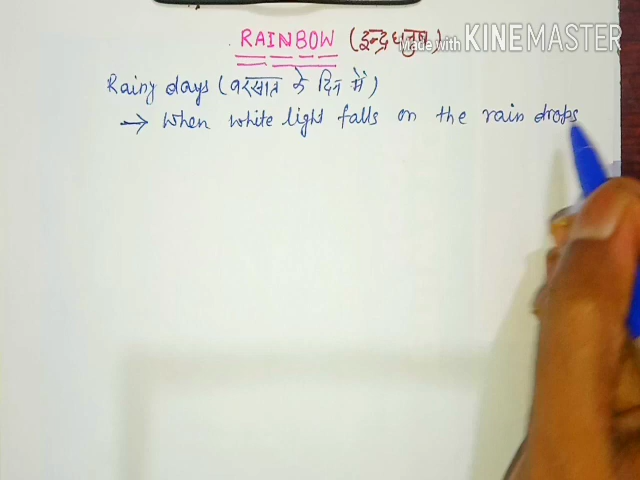 RAINBOW (इन्द्रधनुष)
Made with KINEMASTER
Rainy days (बरसात के दिन में)
→ When white light falls on the rain drops